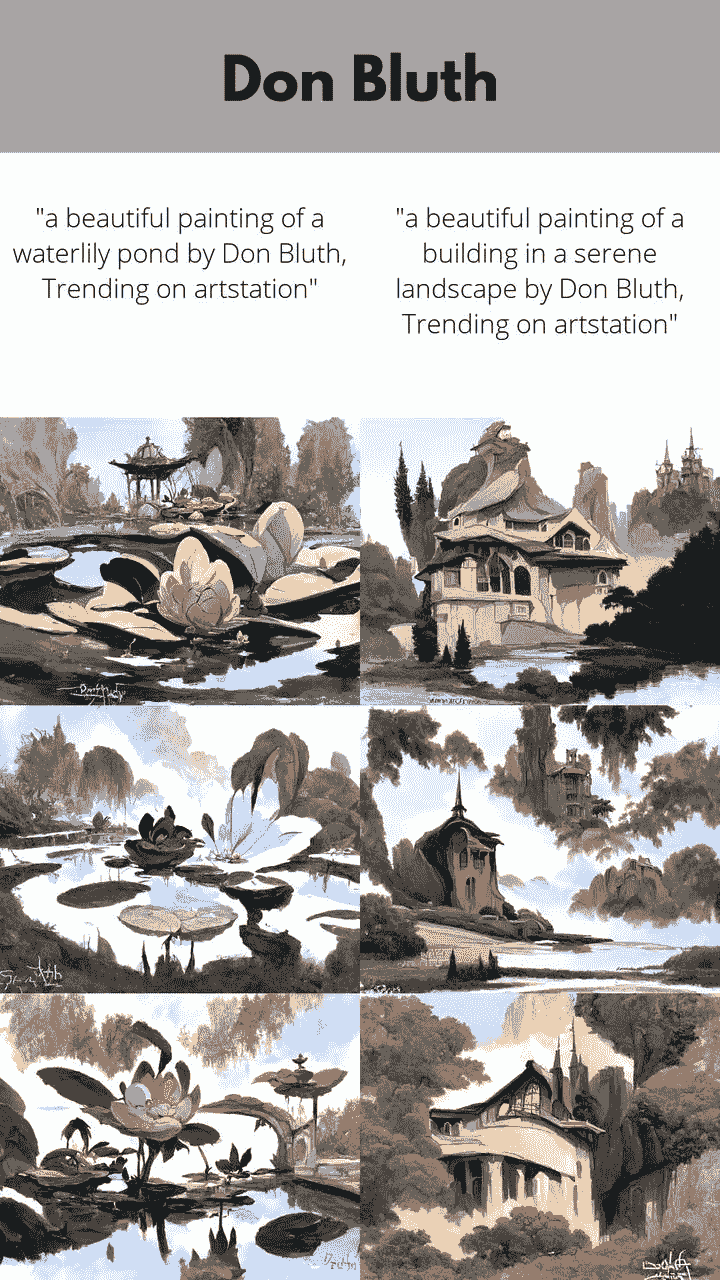 Don Bluth
"a beautiful painting of a
waterlily pond by Don Bluth,
Trending on artstation"
"a beautiful painting of a
building in a serene
landscape by Don Bluth,
Trending on artstation"